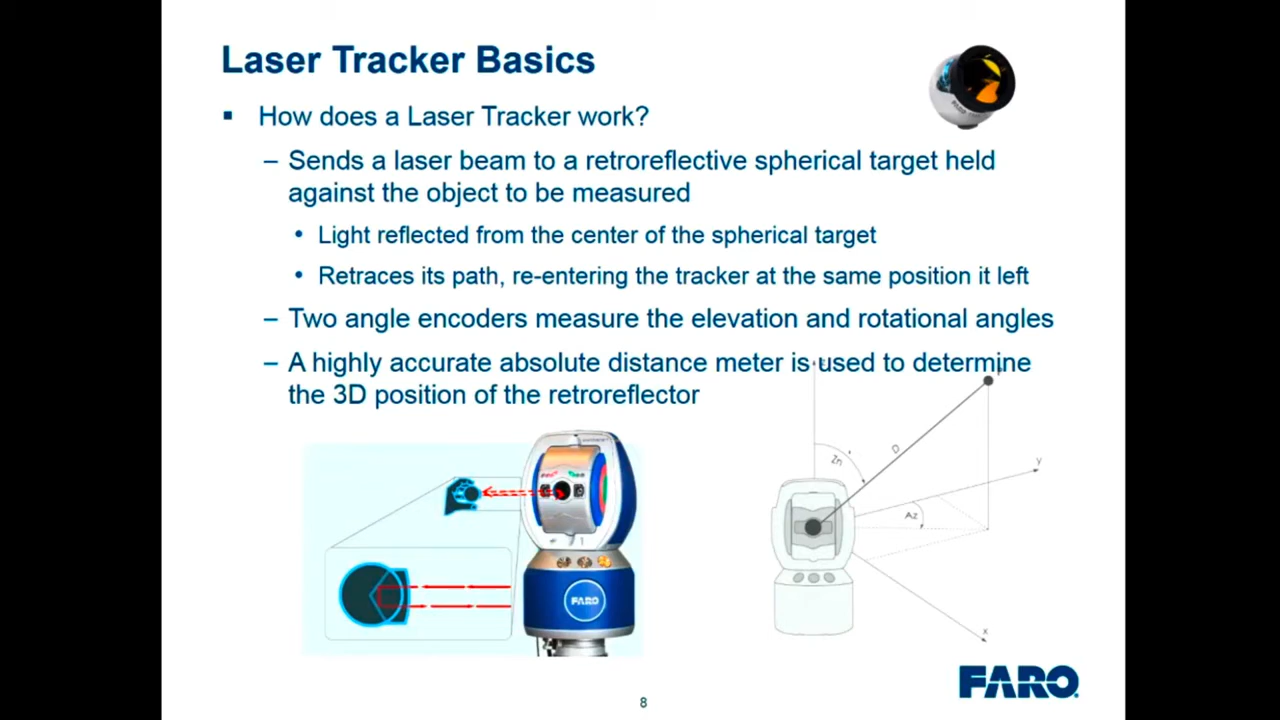 Laser Tracker Basics
▪ How does a Laser Tracker work?
– Sends a laser beam to a retroreflective spherical target held
against the object to be measured
• Light reflected from the center of the spherical target
• Retraces its path, re-entering the tracker at the same position it left
– Two angle encoders measure the elevation and rotational angles
– A highly accurate absolute distance meter is used to determine
the 3D position of the retroreflector
D
Zn
y
Az
FARO
x
FARO
8